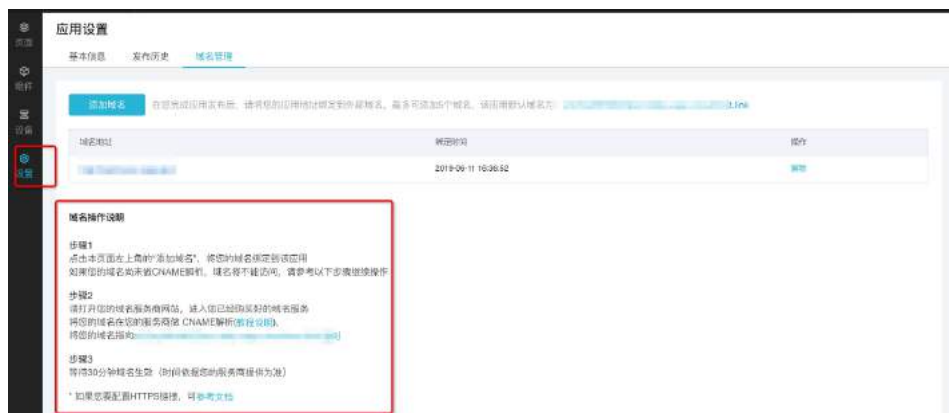 应用设置
页面
基本信息 发布历史 域名管理
组件
添加域名 在您完成应用发布后，请将您的应用地址绑定到外部域名，最多可添加5个域名，该应用默认域名为：
设备
域名地址 绑定时间 操作
设置
2019-06-11 16:36:52 解除
域名操作说明
步骤1
点击本页面左上角的“添加域名”，将您的域名绑定到该应用
如果您的域名尚未做CNAME解析，域名将不能访问，请参考以下步骤继续操作
步骤2
请打开您的域名服务商网站，进入您已经购买好的域名服务
将您的域名在您的服务商做 CNAME解析(教程说明)，
将您的域名指向
步骤3
等待30分钟域名生效（时间依据您的服务商提供为准）
* 如果您要配置HTTPS链接，可参考文档